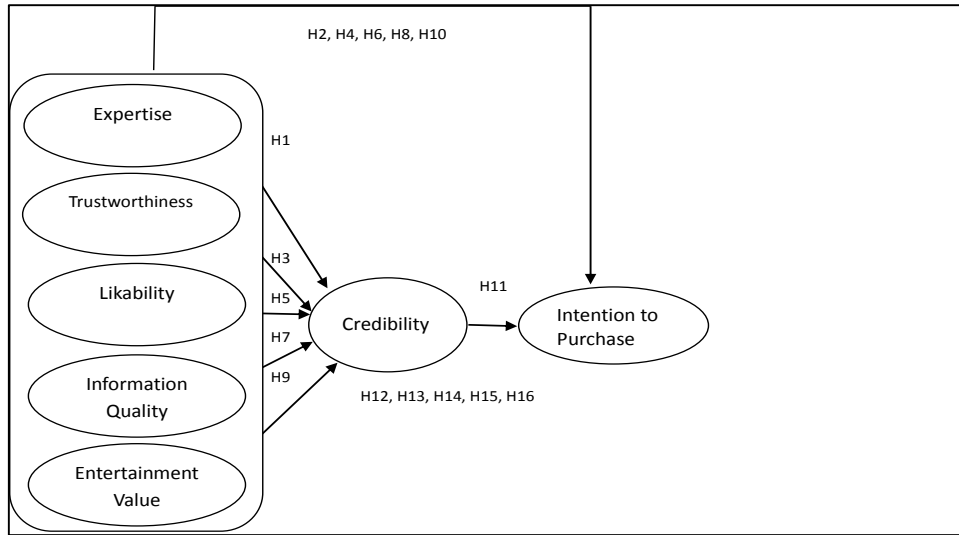 H2, H4, H6, H8, H10
Expertise
H1
Trustworthiness
H3
Likability
H5
H11
Credibility
Intention to
Purchase
H7
H9
Information
Quality
H12, H13, H14, H15, H16
Entertainment
Value